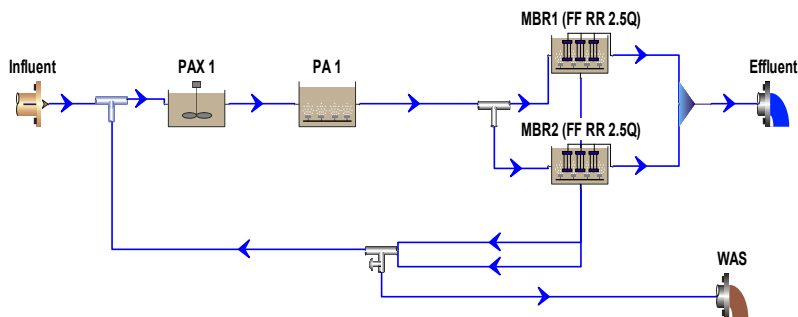 MBR1 (FF RR 2.5Q)
Influent
PAX 1
PA 1
Effluent
MBR2 (FF RR 2.5Q)
WAS